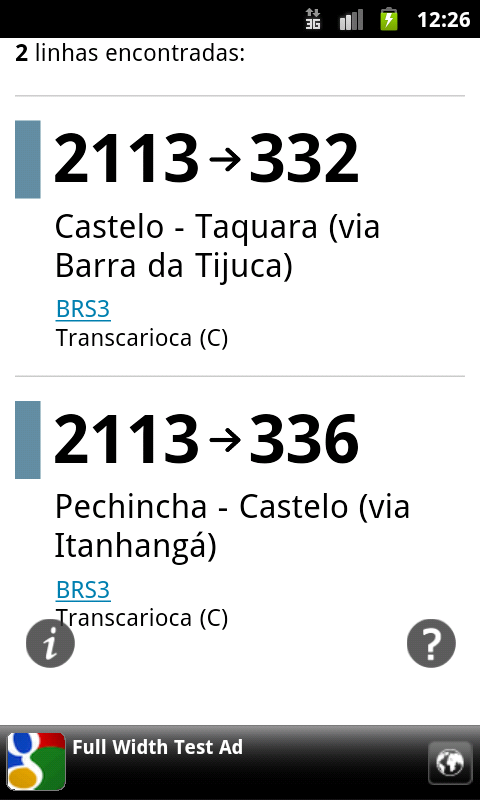 3G 12:26
2 linhas encontradas:
2113→332
Castelo - Taquara (via
Barra da Tijuca)
BRS3
Transcarioca (C)
2113→336
Pechincha - Castelo (via
Itanhangá)
BRS3
Transcarioca (C)
i ?
g Full Width Test Ad